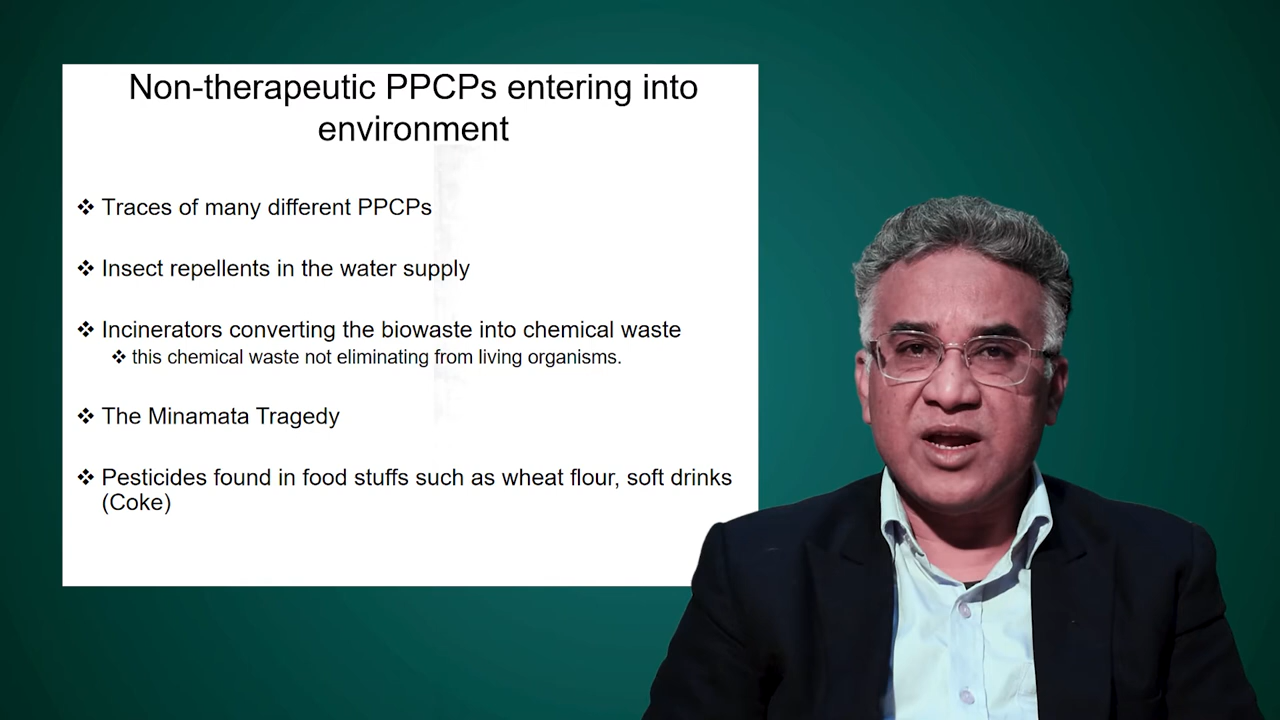 Non-therapeutic PPCPs entering into
environment
❖ Traces of many different PPCPs
❖ Insect repellents in the water supply
❖ Incinerators converting the biowaste into chemical waste
❖ this chemical waste not eliminating from living organisms.
❖ The Minamata Tragedy
❖ Pesticides found in food stuffs such as wheat flour, soft drinks
(Coke)